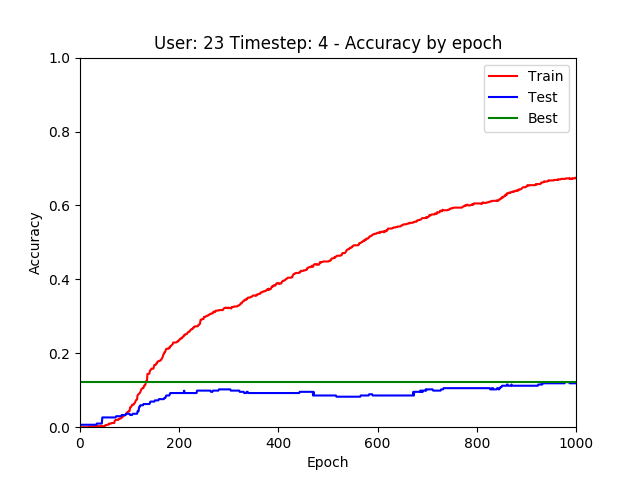 User: 23 Timestep: 4 - Accuracy by epoch
1.0
0.8
0.6
0.4
0.2
0.0
Accuracy
Train
Test
Best
0 200 400 600 800 1000
Epoch